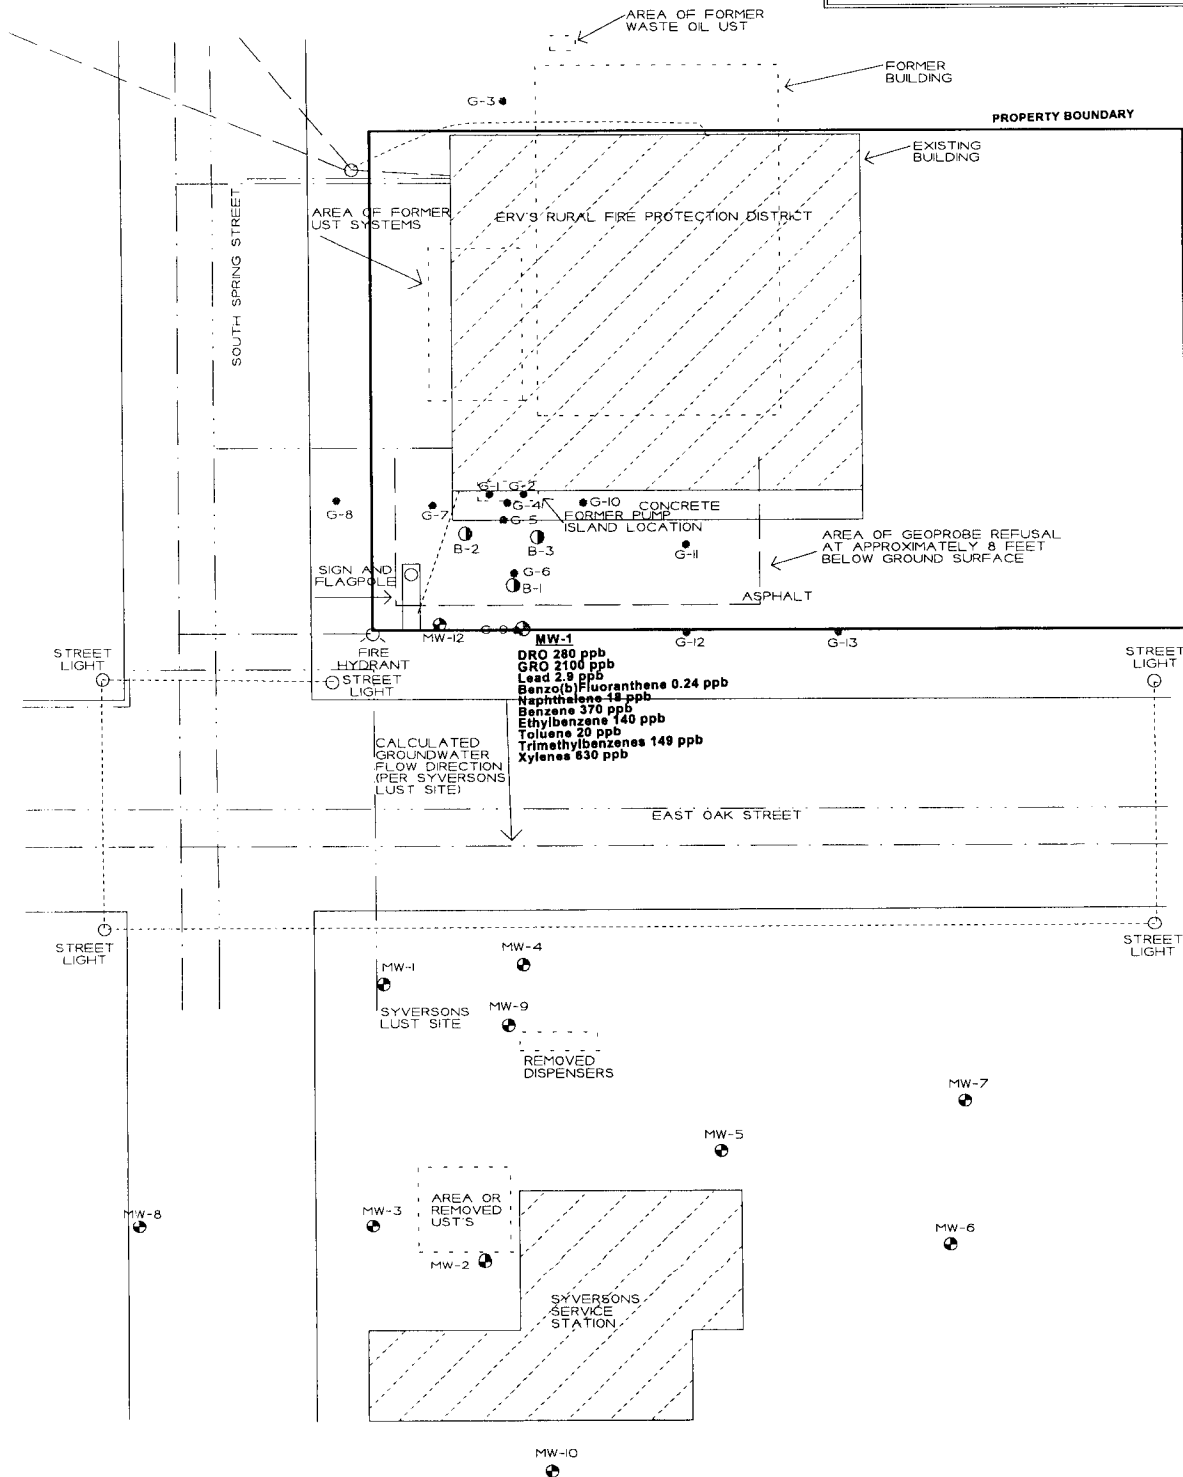 AREA OF FORMER
WASTE OIL UST
FORMER
BUILDING
G-3
PROPERTY BOUNDARY
EXISTING
BUILDING
AREA OF FORMER
UST SYSTEMS
ERV'S RURAL FIRE PROTECTION DISTRICT
SOUTH SPRING STREET
G-1
G-2
G-8
G-7
G-4
G-10
CONCRETE
G-5
FORMER PUMP
ISLAND LOCATION
B-2
B-3
G-11
AREA OF GEOPROBE REFUSAL
AT APPROXIMATELY 8 FEET
BELOW GROUND SURFACE
SIGN AND
FLAGPOLE
G-6
B-1
ASPHALT
MW-12
G-9
MW-1
G-12
G-13
DRO 280 ppb
GRO 2100 ppb
Lead 2.9 ppb
Benzo(b)Fluoranthene 0.24 ppb
Naphthalene 18 ppb
Benzene 370 ppb
Ethylbenzene 140 ppb
Toluene 20 ppb
Trimethylbenzenes 149 ppb
Xylenes 630 ppb
STREET
LIGHT
FIRE
HYDRANT
STREET
LIGHT
STREET
LIGHT
CALCULATED
GROUNDWATER
FLOW DIRECTION
(PER SYVERSONS
LUST SITE)
EAST OAK STREET
STREET
LIGHT
STREET
LIGHT
MW-4
MW-1
SYVERSONS
LUST SITE
MW-9
REMOVED
DISPENSERS
MW-7
MW-5
AREA OR
REMOVED
UST'S
MW-8
MW-3
MW-2
MW-6
SYVERSONS
SERVICE
STATION
MW-10